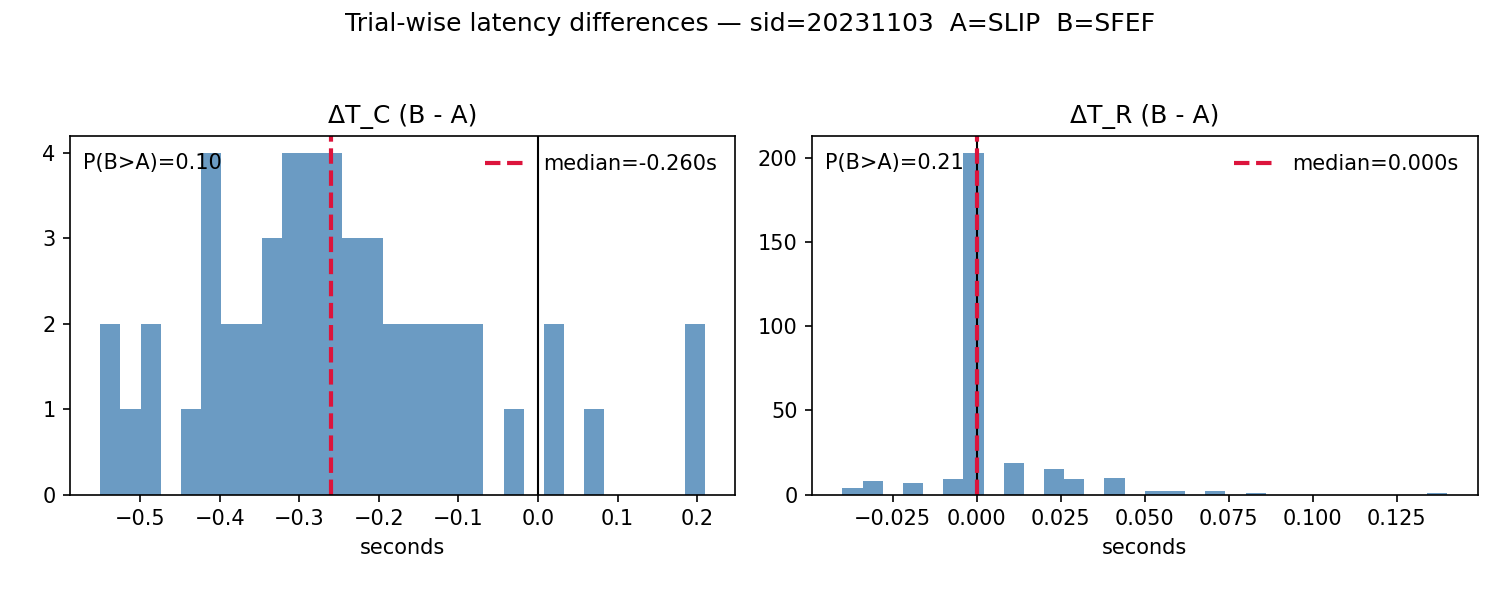 Trial-wise latency differences — sid=20231103  A=SLIP  B=SFEF
ΔT_C (B - A)
P(B>A)=0.10
median=-0.260s
4
3
2
1
0
−0.5 −0.4 −0.3 −0.2 −0.1 0.0 0.1 0.2
seconds
ΔT_R (B - A)
P(B>A)=0.21
median=0.000s
200
150
100
50
0
−0.025 0.000 0.025 0.050 0.075 0.100 0.125
seconds